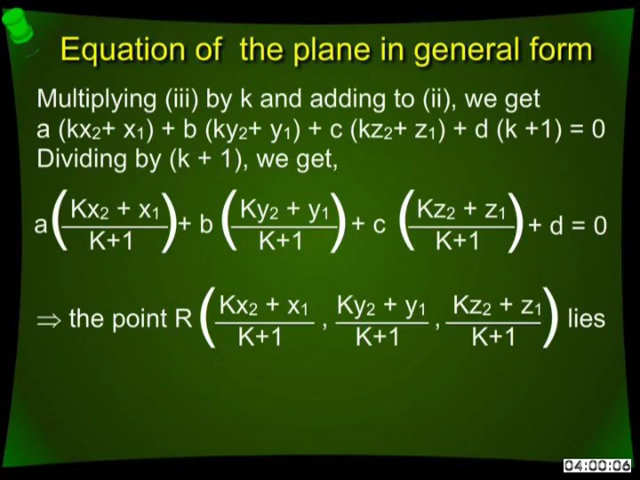 Equation of the plane in general form
Multiplying (iii) by k and adding to (ii), we get
a (kx₂+ x₁) + b (ky₂+ y₁) + c (kz₂+ z₁) + d (k +1) = 0
Dividing by (k + 1), we get,
a((Kx₂ + x₁)/(K+1)) + b((Ky₂ + y₁)/(K+1)) + c((Kz₂ + z₁)/(K+1)) + d = 0
⇒ the point R((Kx₂ + x₁)/(K+1), (Ky₂ + y₁)/(K+1), (Kz₂ + z₁)/(K+1)) lies
04:00:06